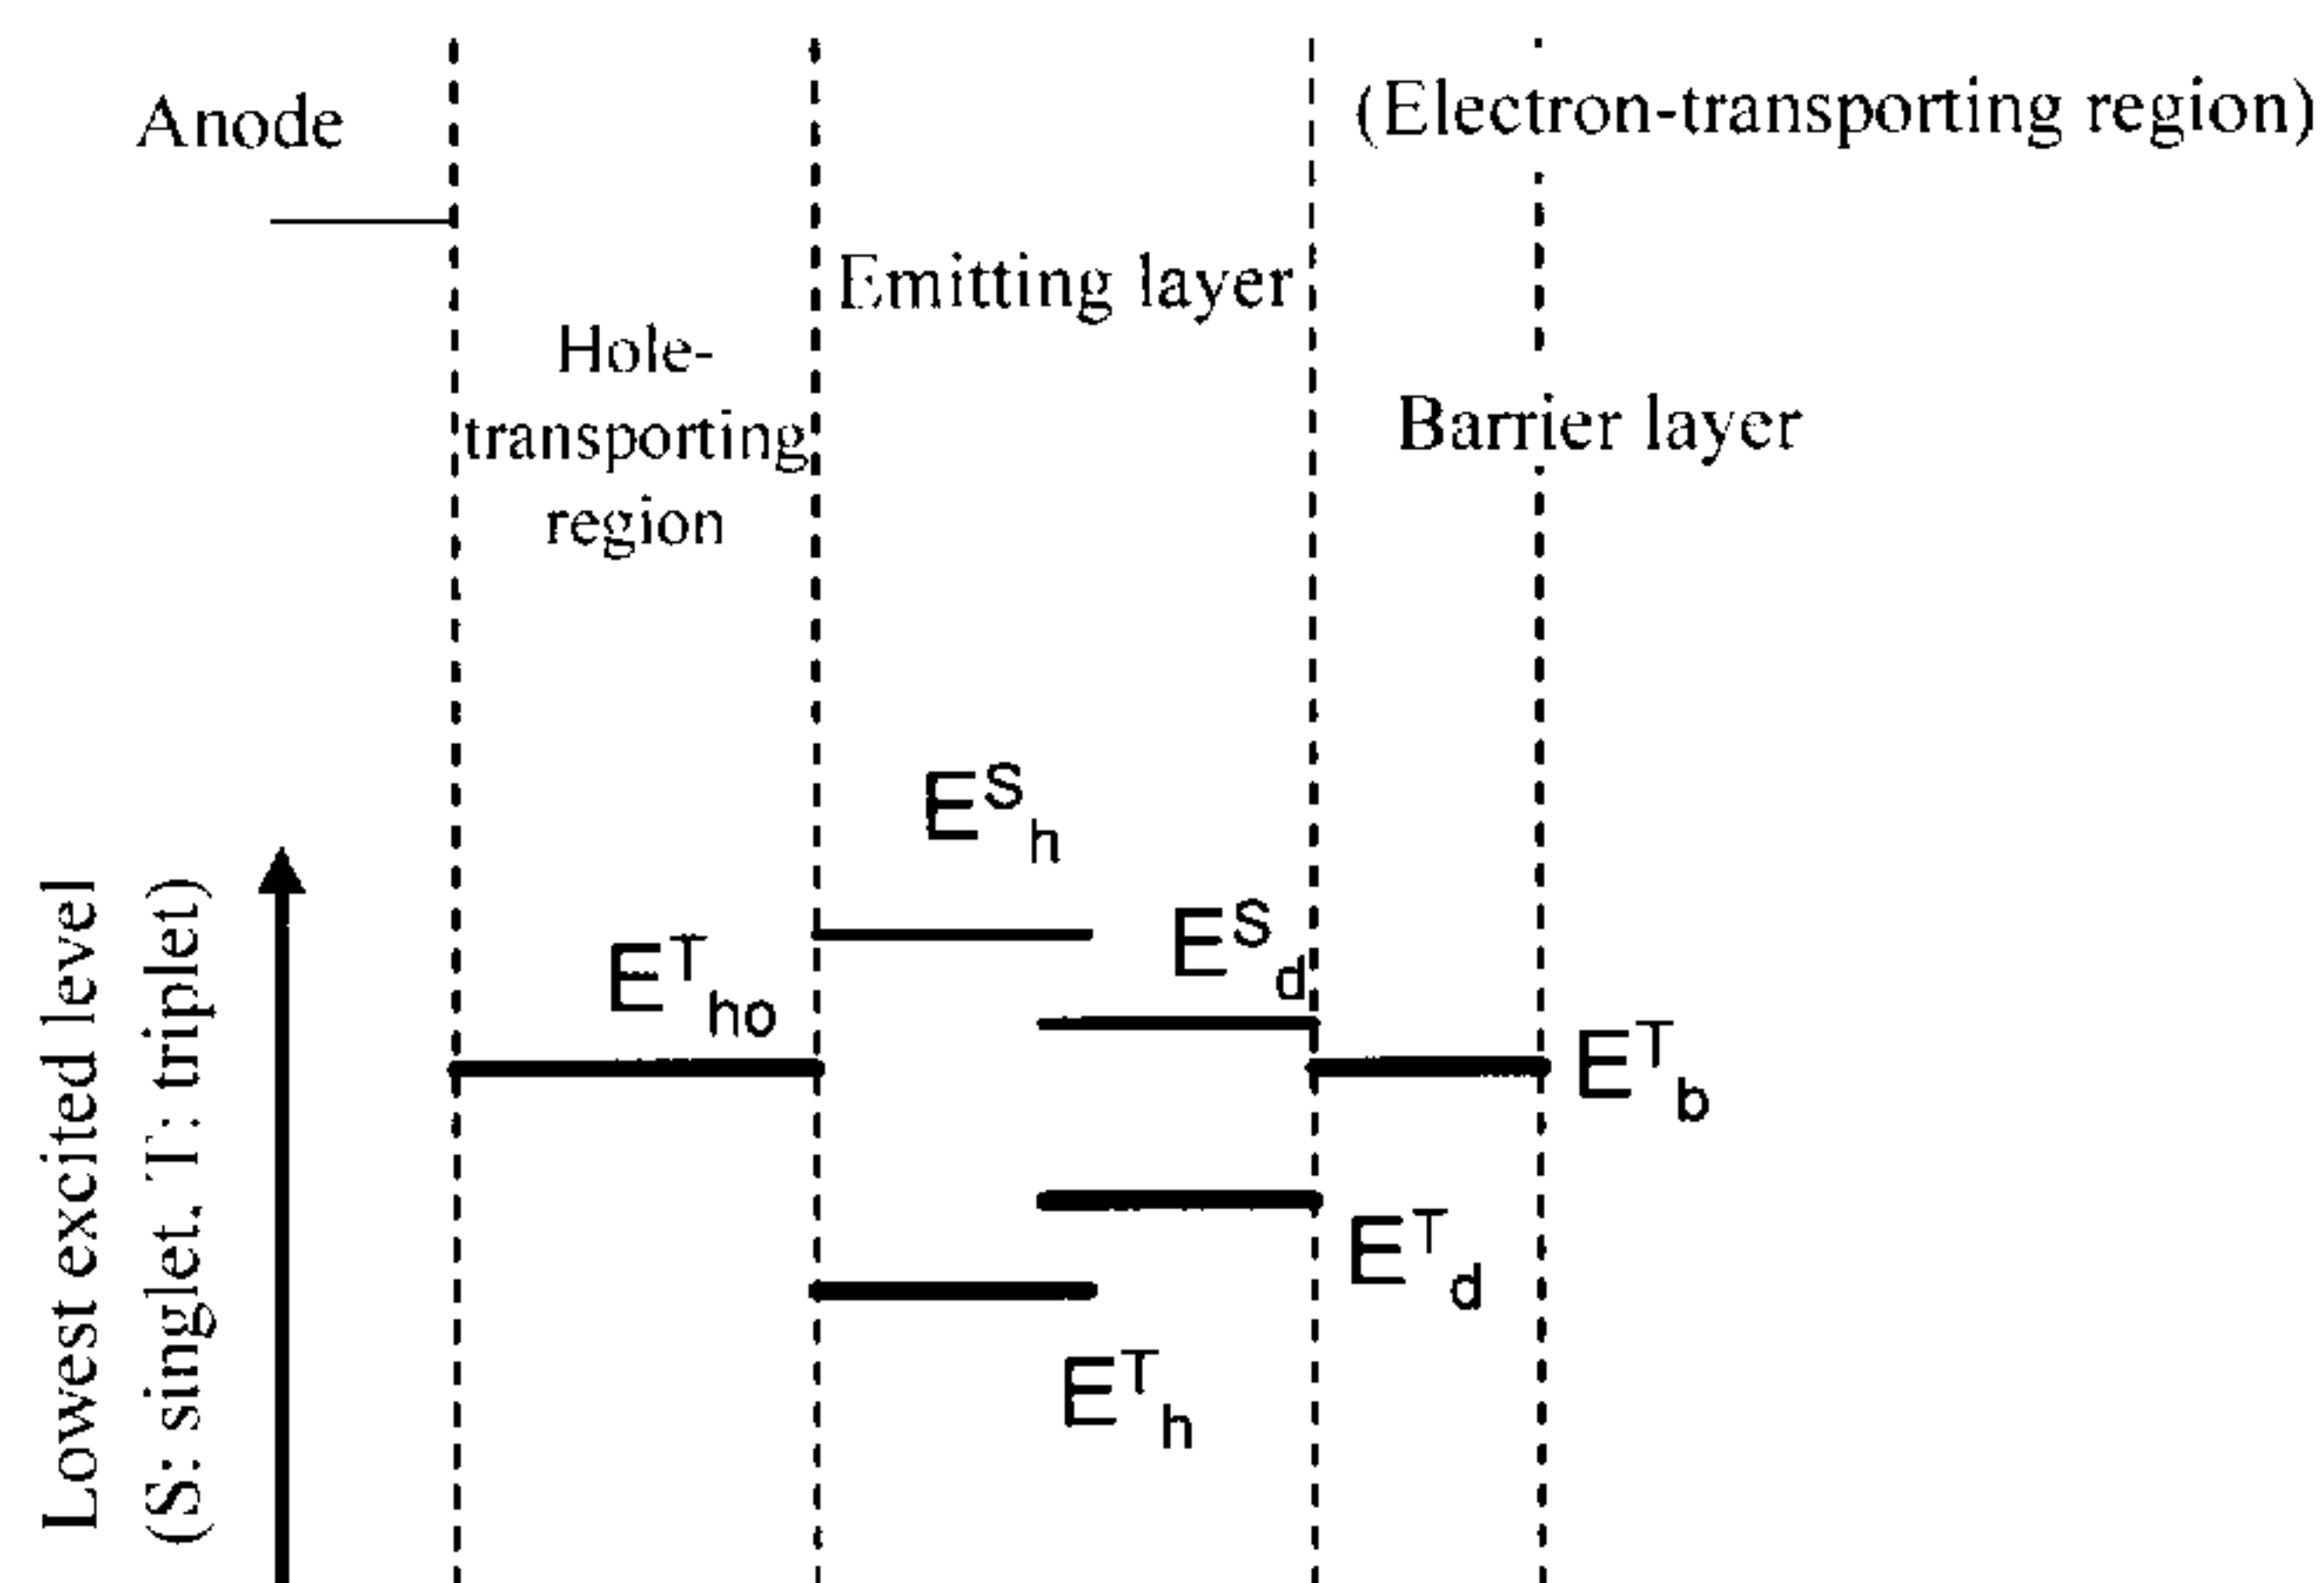 Anode
(Electron-transporting region)
Emitting layer
Hole-
transporting
region
Barrier layer
E^S_h
E^S_d
E^T_ho
E^T_b
E^T_d
E^T_h
Lowest excited level
(S: singlet, T: triplet)